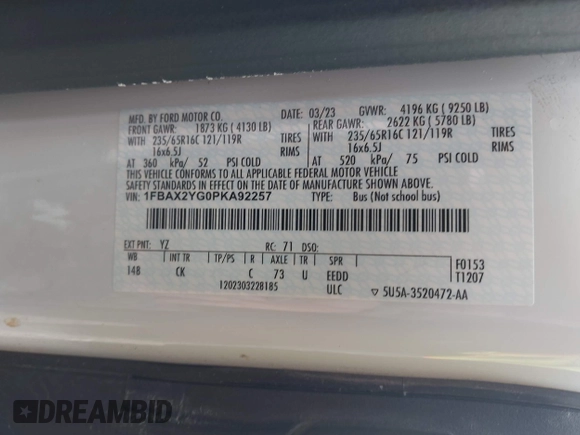 MFD. BY FORD MOTOR CO.
DATE: 03/23 GVWR: 4196 KG ( 9250 LB)
FRONT GAWR: 1873 KG ( 4130 LB) REAR GAWR: 2622 KG ( 5780 LB)
WITH 235/65R16C 121/119R TIRES WITH 235/65R16C 121/119R TIRES
16x6.5J RIMS 16x6.5J RIMS
AT 360 kPa/ 52 PSI COLD AT 520 kPa/ 75 PSI COLD
THIS VEHICLE CONFORMS TO ALL APPLICABLE FEDERAL MOTOR VEHICLE
SAFETY STANDARDS IN EFFECT ON THE DATE OF MANUFACTURE SHOWN ABOVE.
VIN: 1FBAX2YG0PKA92257 TYPE: Bus (Not school bus)
EXT PNT: YZ RC: 71 DSO:
WB INT TR TP/PS R AXLE TR SPR
148 CK C 73 U EEDD
F0153
T1207
1202303228185 ULC ▽ 5U5A-3520472-AA
DREAMBID